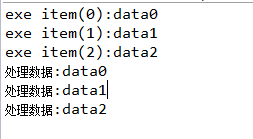 exe item(0):data0
exe item(1):data1
exe item(2):data2
处理数据:data0
处理数据:data1
处理数据:data2